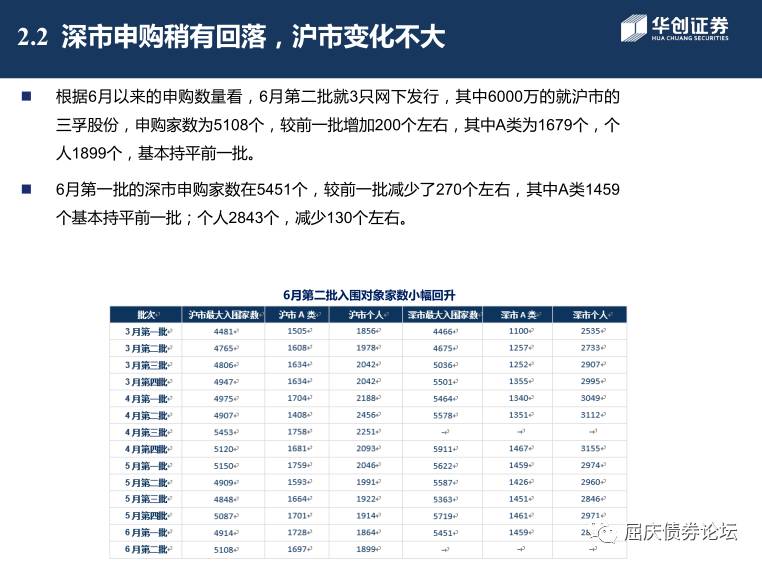 2.2 深市申购稍有回落，沪市变化不大
华创证券
HUA CHUANG SECURITIES
■ 根据6月以来的申购数量看，6月第二批就3只网下发行，其中6000万的就沪市的
三孚股份，申购家数为5108个，较前一批增加200个左右，其中A类为1679个，个
人1899个，基本持平前一批。
■ 6月第一批的深市申购家数在5451个，较前一批减少了270个左右，其中A类1459
个基本持平前一批；个人2843个，减少130个左右。
6月第二批入围对象家数小幅回升
批次 沪市最大入围家数 沪市 A 类 沪市个人 深市最大入围家数 深市 A 类 深市个人
3 月第一批 4481 1505 1856 4466 1100 2535
3 月第二批 4765 1608 1978 4675 1257 2733
3 月第三批 4806 1634 2042 5036 1252 2907
3 月第四批 4947 1634 2042 5501 1355 2995
4 月第一批 4975 1704 2188 5464 1340 3049
4 月第二批 4907 1408 2456 5578 1351 3112
4 月第三批 5453 1758 2251 – – –
4 月第四批 5120 1681 2093 5911 1467 3155
5 月第一批 5150 1759 2046 5622 1459 2974
5 月第二批 4909 1593 1991 5587 1426 2960
5 月第三批 4848 1664 1922 5363 1451 2846
5 月第四批 5087 1701 1914 5719 1461 2971
6 月第一批 4914 1728 1864 5451 1459
6 月第二批 5108 1697 1899 – – –
屈庆债券论坛